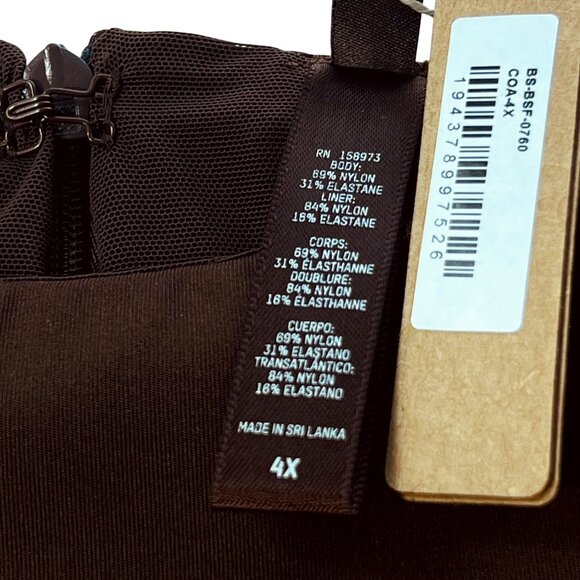 RN 158973
BODY:
69% NYLON
31% ELASTANE
LINER:
84% NYLON
16% ELASTANE
CORPS:
69% NYLON
31% ÉLASTHANNE
DOUBLURE:
84% NYLON
16% ÉLASTHANNE
CUERPO:
69% NYLON
31% ELASTANO
TRANSATLÁNTICO:
84% NYLON
16% ELASTANO
MADE IN SRI LANKA
4X
BS-BSF-0760
COA-4X
194378997526